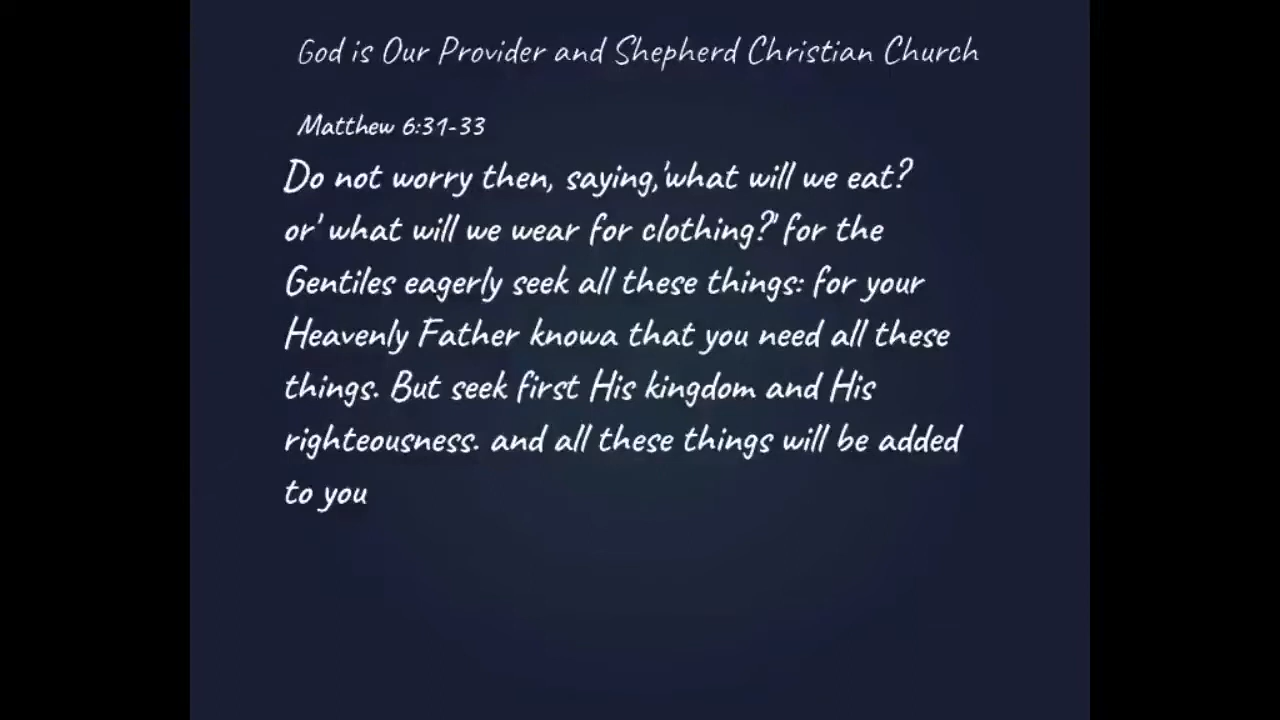 God is Our Provider and Shepherd Christian Church
Matthew 6:31-33
Do not worry then, saying,'what will we eat?
or' what will we wear for clothing?' for the
Gentiles eagerly seek all these things: for your
Heavenly Father knowa that you need all these
things. But seek first His kingdom and His
righteousness. and all these things will be added
to you